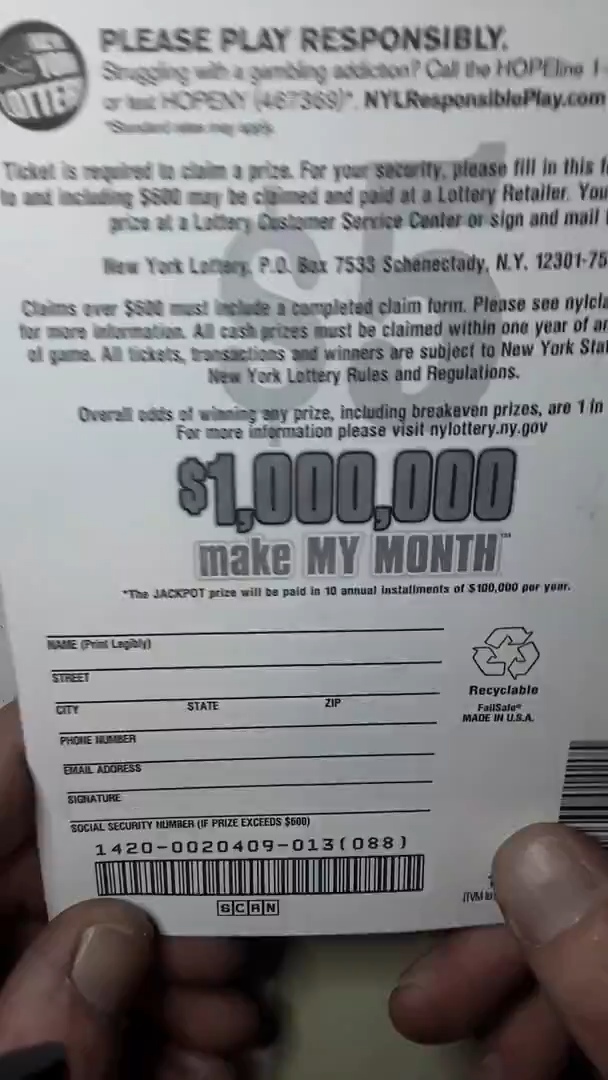 PLEASE PLAY RESPONSIBLY.
Struggling with a gambling addiction? Call the HOPEline 1-
or text HOPENY (467369)*. NYLResponsiblePlay.com
*Standard rates may apply.
Ticket is required to claim a prize. For your security, please fill in this
to and including $600 may be claimed and paid at a Lottery Retailer. You
prize at a Lottery Customer Service Center or sign and mail
New York Lottery, P.O. Box 7533 Schenectady, N.Y. 12301-75
Claims over $600 must include a completed claim form. Please see nylcla
for more information. All cash prizes must be claimed within one year of
of game. All tickets, transactions and winners are subject to New York Stat
New York Lottery Rules and Regulations.
$5
Overall odds of winning any prize, including breakeven prizes, are 1 in
For more information please visit nylottery.ny.gov
$1,000,000
make MY MONTH™
*The JACKPOT prize will be paid in 10 annual installments of $100,000 per year.
NAME (Print Legibly)
STREET
CITY STATE ZIP
PHONE NUMBER
EMAIL ADDRESS
SIGNATURE
SOCIAL SECURITY NUMBER (IF PRIZE EXCEEDS $600)
Recyclable
FailSafe®
MADE IN U.S.A.
1420-0020409-013(088)
SCAN